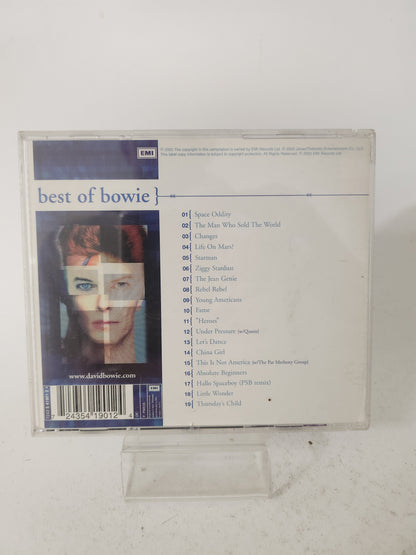 EMI
best of bowie}
01 Space Oddity
02 The Man Who Sold The World
03 Changes
04 Life On Mars?
05 Starman
06 Ziggy Stardust
07 The Jean Genie
08 Rebel Rebel
09 Young Americans
10 Fame
11 "Heroes"
12 Under Pressure (w/Queen)
13 Let's Dance
14 China Girl
15 This Is Not America (w/The Pat Metheny Group)
16 Absolute Beginners
17 Hallo Spaceboy (PSB remix)
18 Little Wonder
19 Thursday's Child
www.davidbowie.com
EMI
7 24354 19012 4